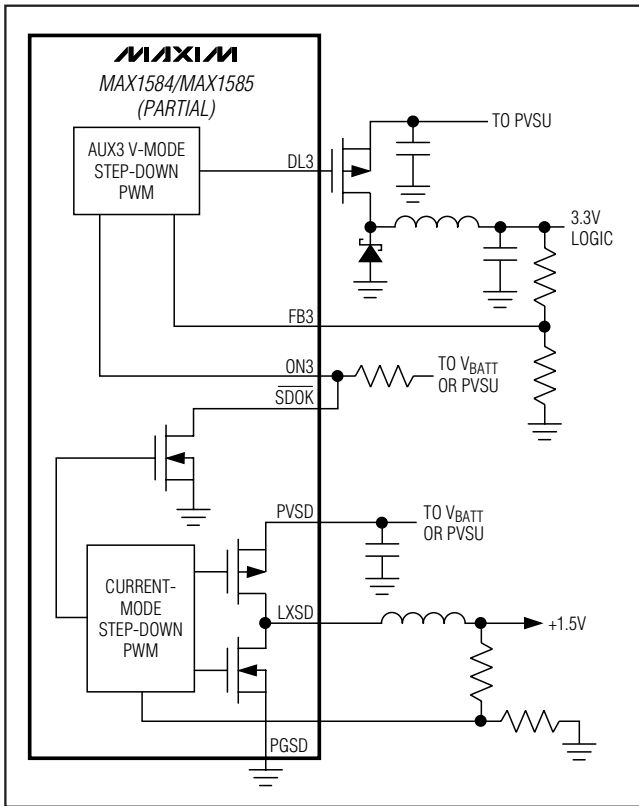 MAXIM
MAX1584/MAX1585
(PARTIAL)
AUX3 V-MODE
STEP-DOWN
PWM
DL3
TO PVSU
3.3V
LOGIC
FB3
ON3
TO VBATT
OR PVSU
SDOK
PVSD
TO VBATT
OR PVSU
CURRENT-
MODE
STEP-DOWN
PWM
LXSD
+1.5V
PGSD